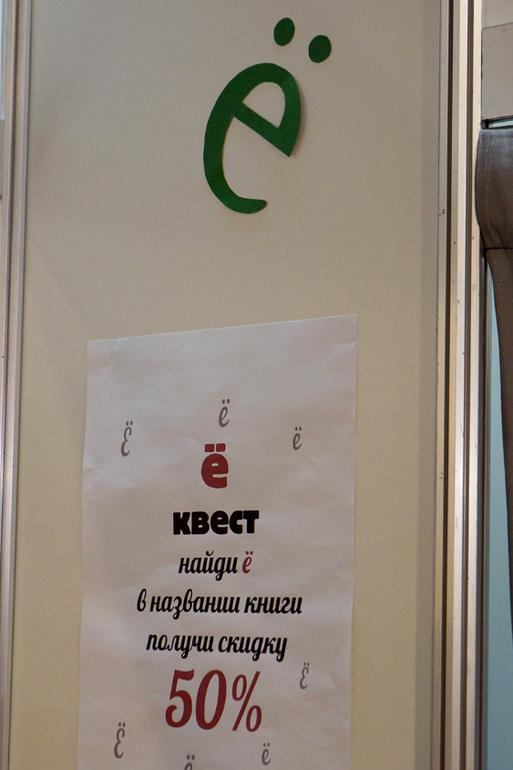 ё
ё
ё ё
ё
квест
найди ё
в названии книги
получи скидку
ё
50%
ё ё ё